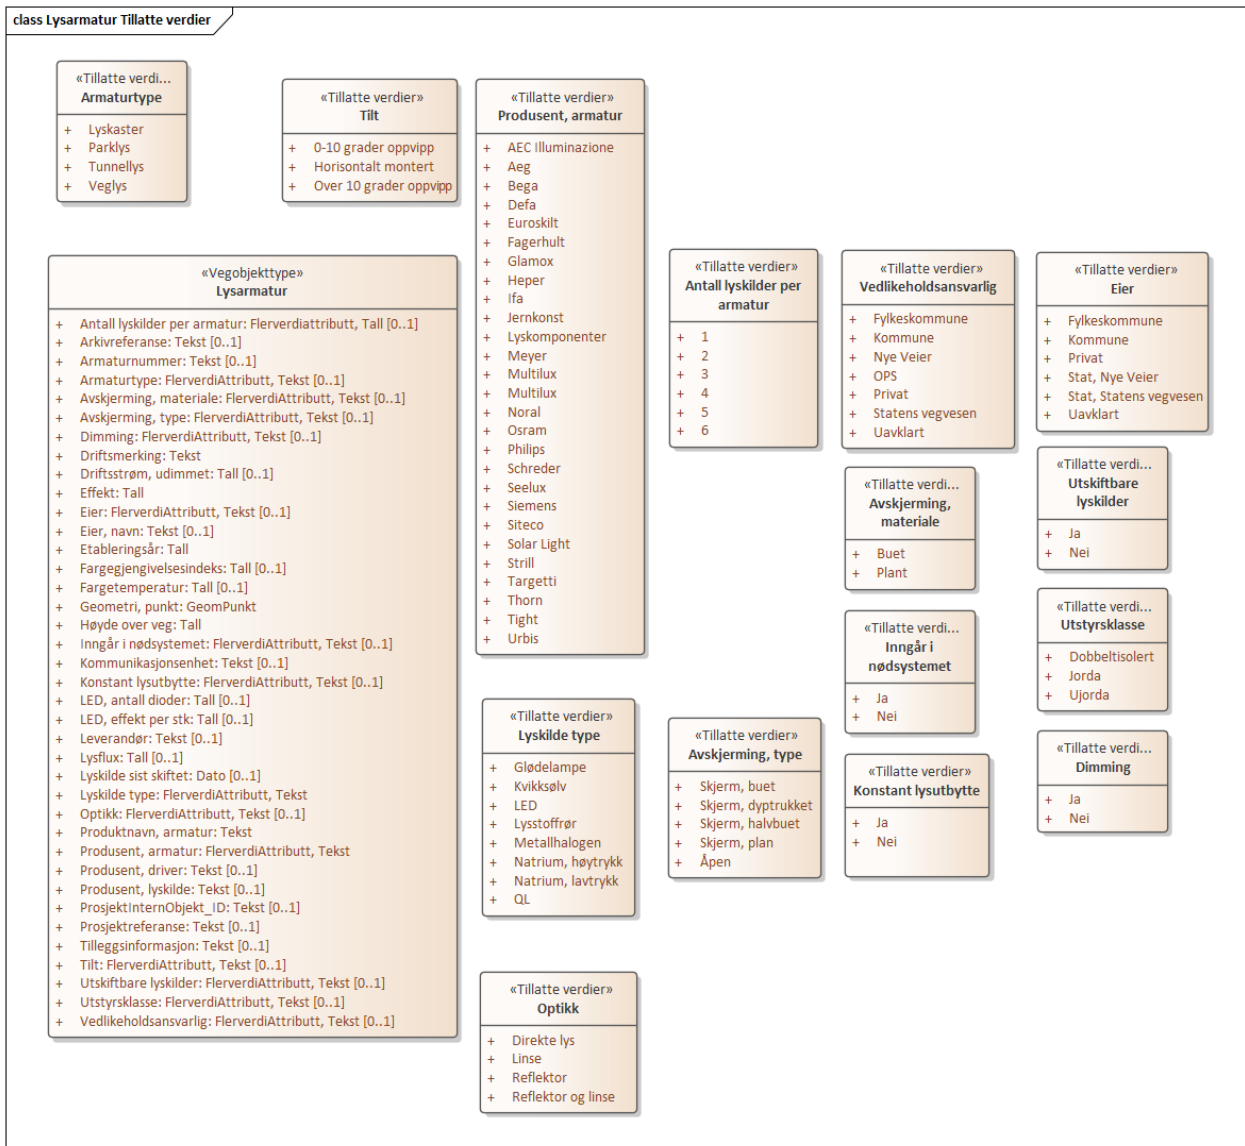 class Lysarmatur Tillatte verdier
«Tillatte verdi...
Armaturtype
+ Lyskaster
+ Parklys
+ Tunnellys
+ Veglys
«Tillatte verdier»
Tilt
+ 0-10 grader oppvipp
+ Horisontalt montert
+ Over 10 grader oppvipp
«Tillatte verdier»
Produsent, armatur
+ AEC Illuminazione
+ Aeg
+ Bega
+ Defa
+ Euroskilt
+ Fagerhult
+ Glamox
+ Heper
+ Ifa
+ Jernkonst
+ Lyskomponenter
+ Meyer
+ Multilux
+ Multilux
+ Noral
+ Osram
+ Philips
+ Schreder
+ Seelux
+ Siemens
+ Siteco
+ Solar Light
+ Strill
+ Targetti
+ Thorn
+ Tight
+ Urbis
«Vegobjekttype»
Lysarmatur
+ Antall lyskilder per armatur: Flerverdiattributt, Tall [0..1]
+ Arkivreferanse: Tekst [0..1]
+ Armaturnummer: Tekst [0..1]
+ Armaturtype: FlerverdiAttributt, Tekst [0..1]
+ Avskjerming, materiale: FlerverdiAttributt, Tekst [0..1]
+ Avskjerming, type: FlerverdiAttributt, Tekst [0..1]
+ Dimming: FlerverdiAttributt, Tekst [0..1]
+ Driftsmerking: Tekst
+ Driftsstrøm, udimmet: Tall [0..1]
+ Effekt: Tall
+ Eier: FlerverdiAttributt, Tekst [0..1]
+ Eier, navn: Tekst [0..1]
+ Etableringsår: Tall
+ Fargegjengivelsesindeks: Tall [0..1]
+ Fargetemperatur: Tall [0..1]
+ Geometri, punkt: GeomPunkt
+ Høyde over veg: Tall
+ Inngår i nødsystemet: FlerverdiAttributt, Tekst [0..1]
+ Kommunikasjonsenhet: Tekst [0..1]
+ Konstant lysutbytte: FlerverdiAttributt, Tekst [0..1]
+ LED, antall dioder: Tall [0..1]
+ LED, effekt per stk: Tall [0..1]
+ Leverandør: Tekst [0..1]
+ Lysflux: Tall [0..1]
+ Lyskilde sist skiftet: Dato [0..1]
+ Lyskilde type: FlerverdiAttributt, Tekst
+ Optikk: FlerverdiAttributt, Tekst [0..1]
+ Produktnavn, armatur: Tekst
+ Produsent, armatur: FlerverdiAttributt, Tekst
+ Produsent, driver: Tekst [0..1]
+ Produsent, lyskilde: Tekst [0..1]
+ ProsjektInternObjekt_ID: Tekst [0..1]
+ Prosjektreferanse: Tekst [0..1]
+ Tilleggsinformasjon: Tekst [0..1]
+ Tilt: FlerverdiAttributt, Tekst [0..1]
+ Utskiftbare lyskilder: FlerverdiAttributt, Tekst [0..1]
+ Utstyrsklasse: FlerverdiAttributt, Tekst [0..1]
+ Vedlikeholdsansvarlig: FlerverdiAttributt, Tekst [0..1]
«Tillatte verdier»
Antall lyskilder per
armatur
+ 1
+ 2
+ 3
+ 4
+ 5
+ 6
«Tillatte verdier»
Vedlikeholdsansvarlig
+ Fylkeskommune
+ Kommune
+ Nye Veier
+ OPS
+ Privat
+ Statens vegvesen
+ Uavklart
«Tillatte verdier»
Eier
+ Fylkeskommune
+ Kommune
+ Privat
+ Stat, Nye Veier
+ Stat, Statens vegvesen
+ Uavklart
«Tillatte verdi...
Avskjerming,
materiale
+ Buet
+ Plant
«Tillatte verdi...
Utskiftbare
lyskilder
+ Ja
+ Nei
«Tillatte verdi...
Inngår i
nødsystemet
+ Ja
+ Nei
«Tillatte verdi...
Utstyrsklasse
+ Dobbeltisolert
+ Jorda
+ Ujorda
«Tillatte verdier»
Lyskilde type
+ Glødelampe
+ Kvikksølv
+ LED
+ Lysstoffrør
+ Metallhalogen
+ Natrium, høytrykk
+ Natrium, lavtrykk
+ QL
«Tillatte verdier»
Avskjerming, type
+ Skjerm, buet
+ Skjerm, dyptrukket
+ Skjerm, halvbuet
+ Skjerm, plan
+ Åpen
«Tillatte verdier»
Konstant lysutbytte
+ Ja
+ Nei
«Tillatte verdi...
Dimming
+ Ja
+ Nei
«Tillatte verdier»
Optikk
+ Direkte lys
+ Linse
+ Reflektor
+ Reflektor og linse